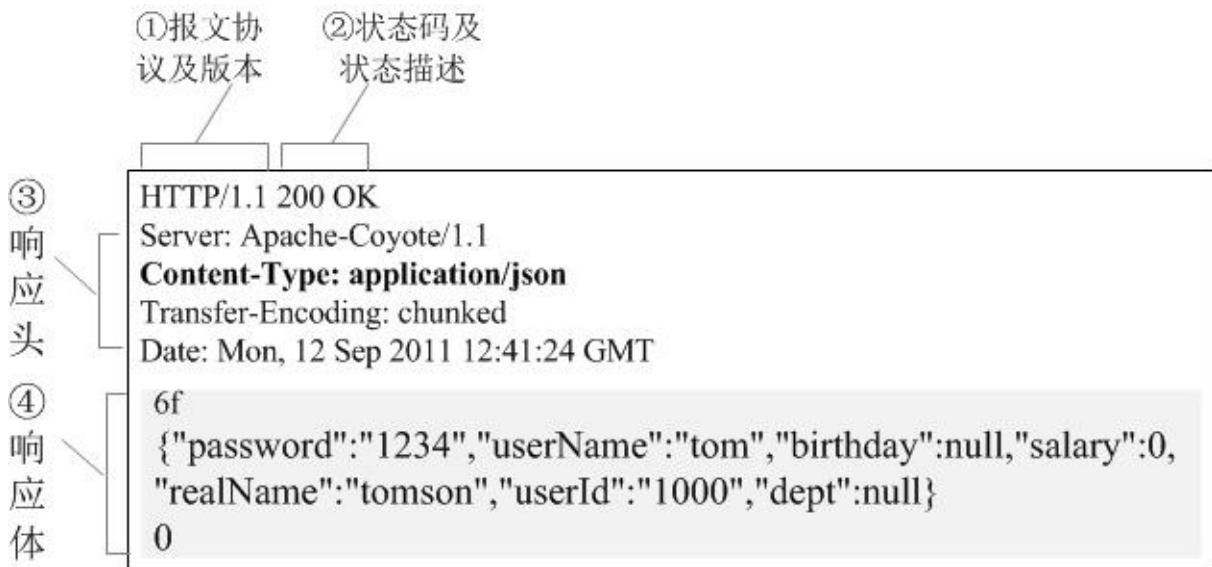 ①报文协
议及版本
②状态码及
状态描述
③
响
应
头
HTTP/1.1 200 OK
Server: Apache-Coyote/1.1
Content-Type: application/json
Transfer-Encoding: chunked
Date: Mon, 12 Sep 2011 12:41:24 GMT
④
响
应
体
6f
{"password":"1234","userName":"tom","birthday":null,"salary":0,
"realName":"tomson","userId":"1000","dept":null}
0